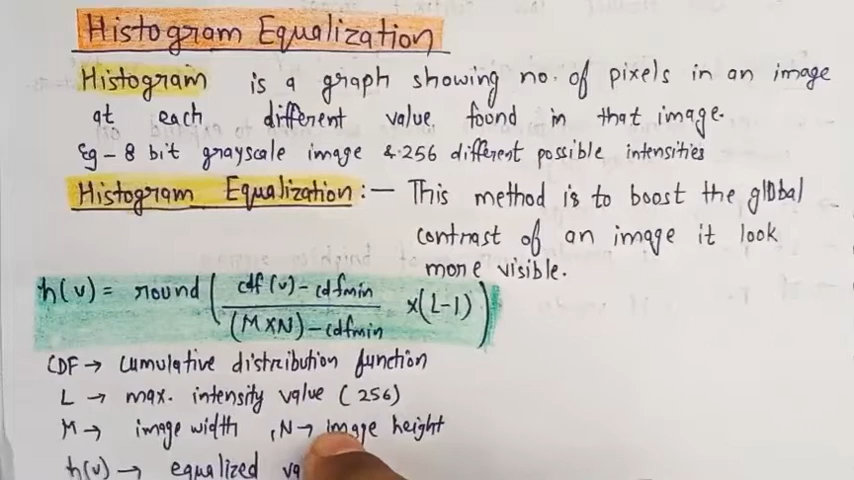 Histogram Equalization
Histogram is a graph showing no. of pixels in an image
at each different value found in that image.
Eg - 8 bit grayscale image & 256 different possible intensities
Histogram Equalization :- This method is to boost the global
contrast of an image it look
more visible.
h(v) = round ( cdf(v) - cdfmin / (M×N) - cdfmin ×(L-1) )
CDF → cumulative distribution function
L → max. intensity value (256)
M → image width , N → image height
h(v) → equalized